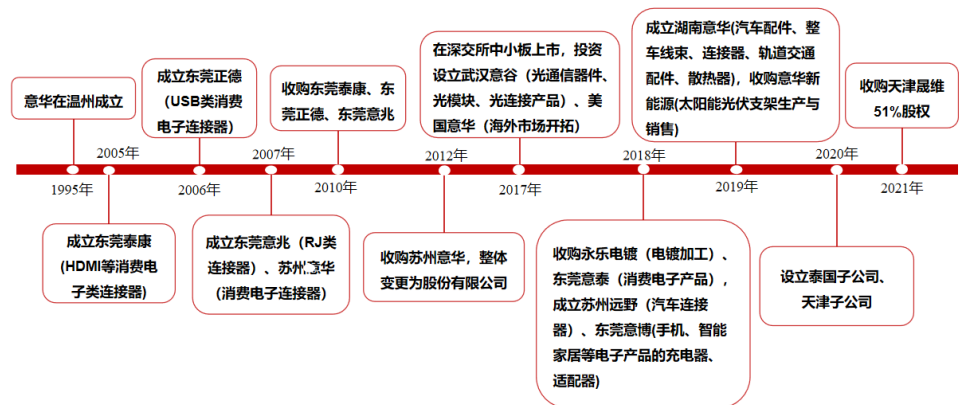 意华在温州成立
成立东莞正德
（USB类消费
电子连接器）
收购东莞泰康、东
莞正德、东莞意兆
在深交所中小板上市，投资
设立武汉意谷（光通信器件、
光模块、光连接产品）、美
国意华（海外市场开拓）
成立湖南意华(汽车配件、整
车线束、连接器、轨道交通
配件、散热器)，收购意华新
能源(太阳能光伏支架生产与
销售)
收购天津晟维
51%股权
2005年
2007年
2012年
2018年
2020年
1995年
2006年
2010年
2017年
2019年
2021年
成立东莞泰康
(HDMI等消费电
子类连接器)
成立东莞意兆（RJ类
连接器）、苏州意华
（消费电子连接器）
收购苏州意华，整体
变更为股份有限公司
收购永乐电镀（电镀加工）、
东莞意泰（消费电子产品），
成立苏州远野（汽车连接
器）、东莞意博(手机、智能
家居等电子产品的充电器、
适配器)
设立泰国子公司、
天津子公司